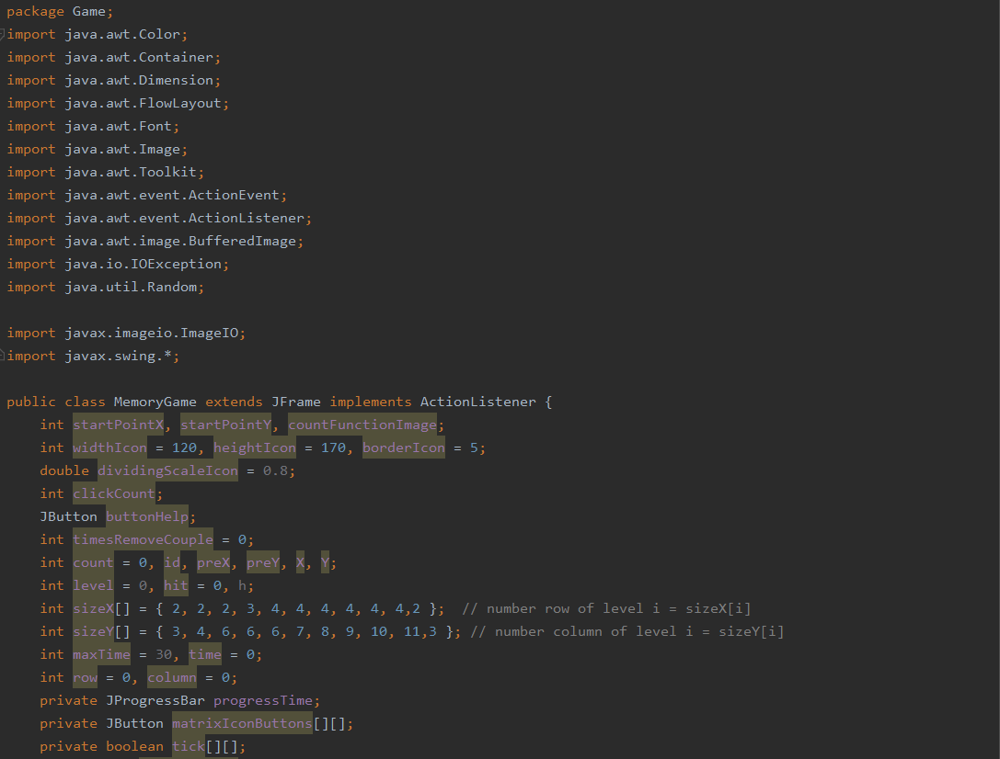 package Game;
import java.awt.Color;
import java.awt.Container;
import java.awt.Dimension;
import java.awt.FlowLayout;
import java.awt.Font;
import java.awt.Image;
import java.awt.Toolkit;
import java.awt.event.ActionEvent;
import java.awt.event.ActionListener;
import java.awt.image.BufferedImage;
import java.io.IOException;
import java.util.Random;

import javax.imageio.ImageIO;
import javax.swing.*;

public class MemoryGame extends JFrame implements ActionListener {
    int startPointX, startPointY, countFunctionImage;
    int widthIcon = 120, heightIcon = 170, borderIcon = 5;
    double dividingScaleIcon = 0.8;
    int clickCount;
    JButton buttonHelp;
    int timesRemoveCouple = 0;
    int count = 0, id, preX, preY, X, Y;
    int level = 0, hit = 0, h;
    int sizeX[] = { 2, 2, 2, 3, 4, 4, 4, 4, 4, 4,2 };  // number row of level i = sizeX[i]
    int sizeY[] = { 3, 4, 6, 6, 6, 7, 8, 9, 10, 11,3 }; // number column of level i = sizeY[i]
    int maxTime = 30, time = 0;
    int row = 0, column = 0;
    private JProgressBar progressTime;
    private JButton matrixIconButtons[][];
    private boolean tick[][];